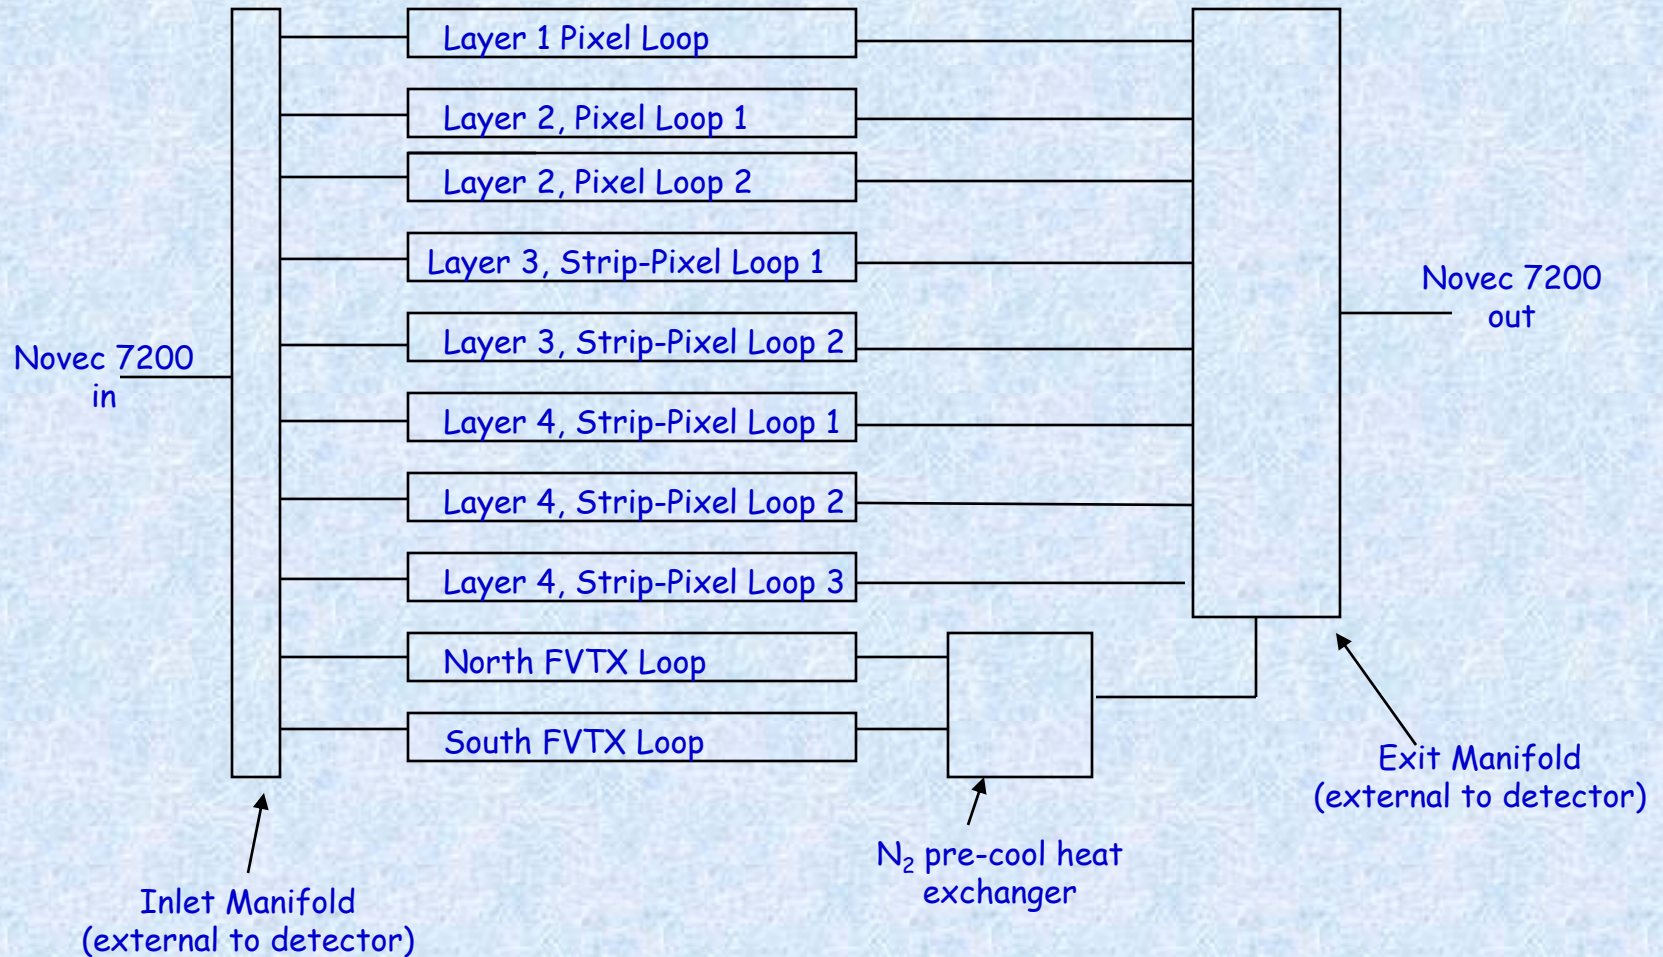 Layer 1 Pixel Loop
Layer 2, Pixel Loop 1
Layer 2, Pixel Loop 2
Layer 3, Strip-Pixel Loop 1
Layer 3, Strip-Pixel Loop 2
Layer 4, Strip-Pixel Loop 1
Layer 4, Strip-Pixel Loop 2
Layer 4, Strip-Pixel Loop 3
North FVTX Loop
South FVTX Loop
Novec 7200
in
Novec 7200
out
Inlet Manifold
(external to detector)
N₂ pre-cool heat
exchanger
Exit Manifold
(external to detector)